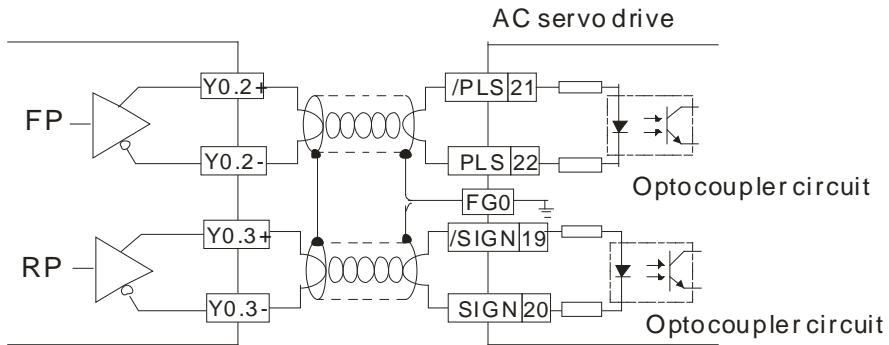 AC servo drive
Y0.2+
/PLS 21
FP
Y0.2-
PLS 22
Optocoupler circuit
FG0
Y0.3+
/SIGN 19
RP
Y0.3-
SIGN 20
Optocoupler circuit